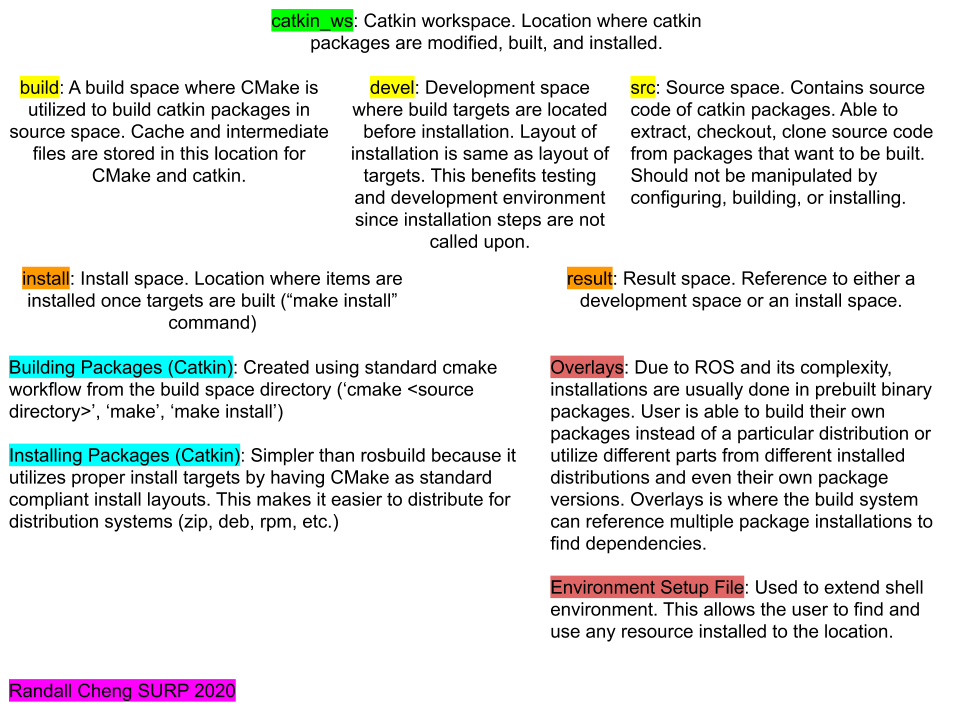 catkin_ws: Catkin workspace. Location where catkin
packages are modified, built, and installed.
build: A build space where CMake is
utilized to build catkin packages in
source space. Cache and intermediate
files are stored in this location for
CMake and catkin.
devel: Development space
where build targets are located
before installation. Layout of
installation is same as layout of
targets. This benefits testing
and development environment
since installation steps are not
called upon.
src: Source space. Contains source
code of catkin packages. Able to
extract, checkout, clone source code
from packages that want to be built.
Should not be manipulated by
configuring, building, or installing.
install: Install space. Location where items are
installed once targets are built (“make install”
command)
result: Result space. Reference to either a
development space or an install space.
Building Packages (Catkin): Created using standard cmake
workflow from the build space directory (‘cmake <source
directory>’, ‘make’, ‘make install’)
Installing Packages (Catkin): Simpler than rosbuild because it
utilizes proper install targets by having CMake as standard
compliant install layouts. This makes it easier to distribute for
distribution systems (zip, deb, rpm, etc.)
Overlays: Due to ROS and its complexity,
installations are usually done in prebuilt binary
packages. User is able to build their own
packages instead of a particular distribution or
utilize different parts from different installed
distributions and even their own package
versions. Overlays is where the build system
can reference multiple package installations to
find dependencies.
Environment Setup File: Used to extend shell
environment. This allows the user to find and
use any resource installed to the location.
Randall Cheng SURP 2020